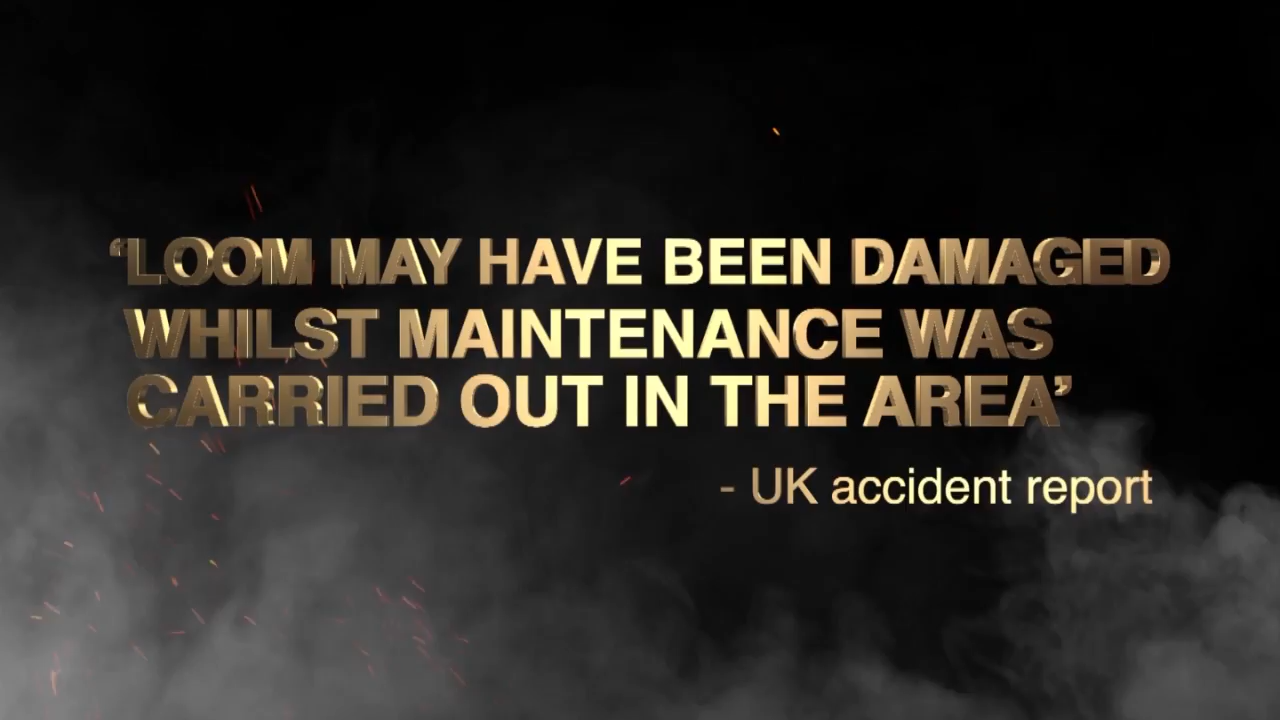 ‘LOOM MAY HAVE BEEN DAMAGED
WHILST MAINTENANCE WAS
CARRIED OUT IN THE AREA’
- UK accident report